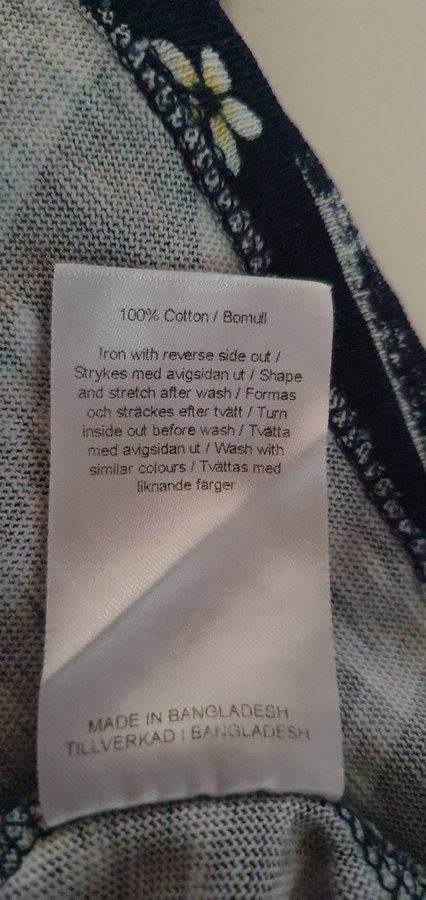 100% Cotton / Bomull
Iron with reverse side out /
Strykes med avigsidan ut / Shape
and stretch after wash / Formas
och sträckes efter tvätt / Turn
inside out before wash / Tvätta
med avigsidan ut / Wash with
similar colours / Tvättas med
liknande färger
MADE IN BANGLADESH
TILLVERKAD I BANGLADESH